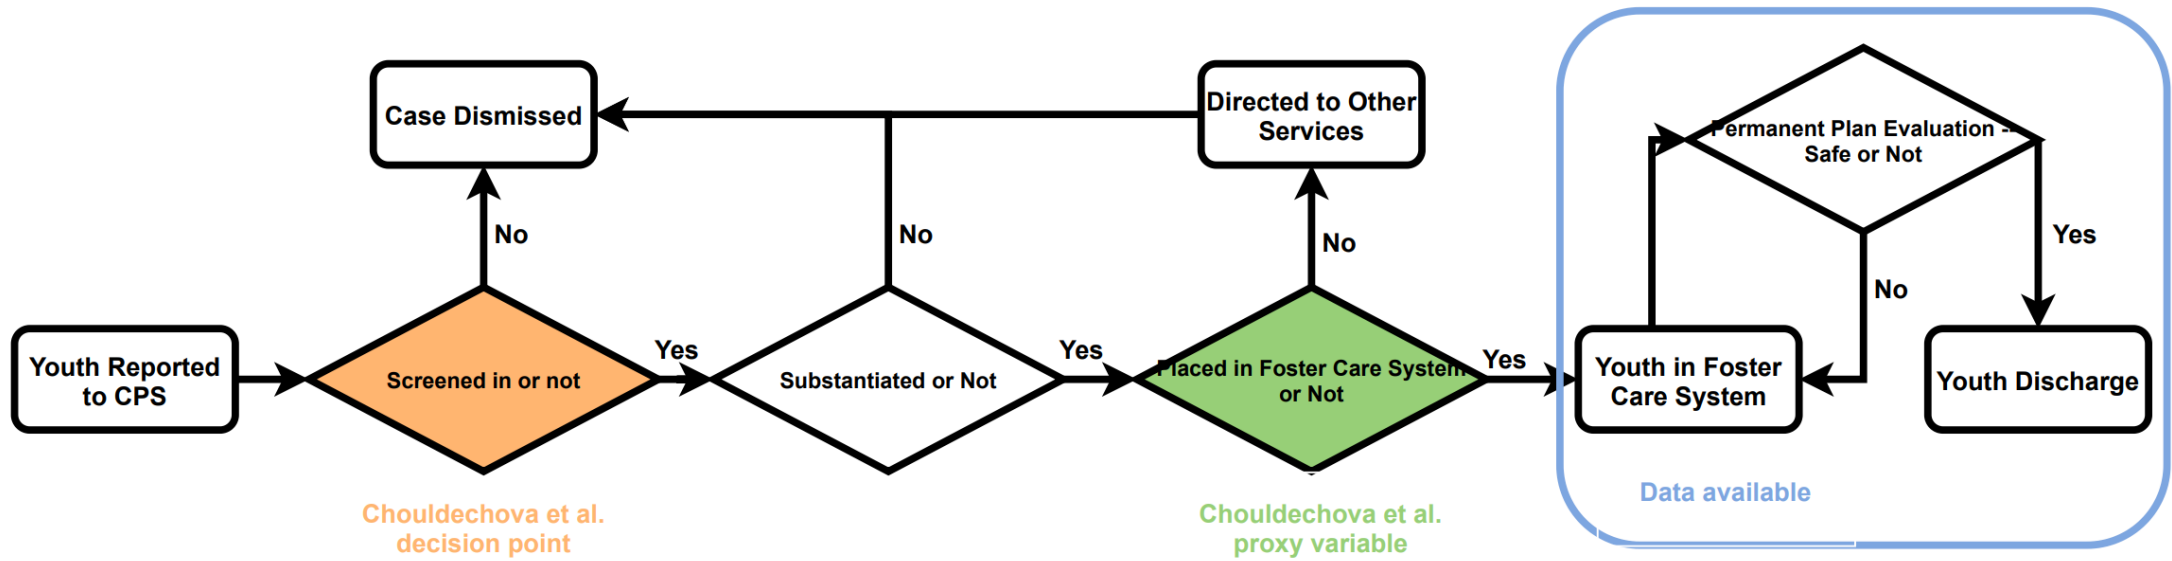 Case Dismissed
Directed to Other
Services
Permanent Plan Evaluation --
Safe or Not
No
No
No
Yes
No
Youth Reported
to CPS
Screened in or not
Yes
Substantiated or Not
Yes
Placed in Foster Care System
or Not
Yes
Youth in Foster
Care System
Youth Discharge
Chouldechova et al.
decision point
Chouldechova et al.
proxy variable
Data available